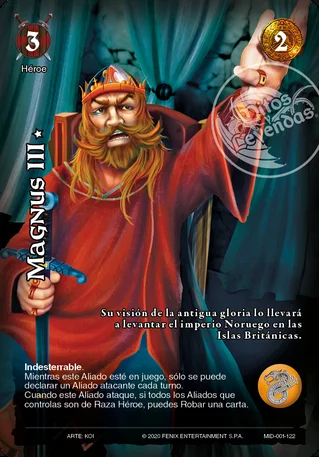 3
2
Héroe
Mitos
Leyendas
Magnus III
Su visión de la antigua gloria lo llevará
a levantar el imperio Noruego en las
Islas Británicas.
Indesterrable.
Mientras este Aliado esté en juego, sólo se puede
declarar un Aliado atacante cada turno.
Cuando este Aliado ataque, si todos los Aliados que
controlas son de Raza Héroe, puedes Robar una carta.
ARTE: KOI
© 2020 FENIX ENTERTAINMENT S.P.A.
MID-001-122